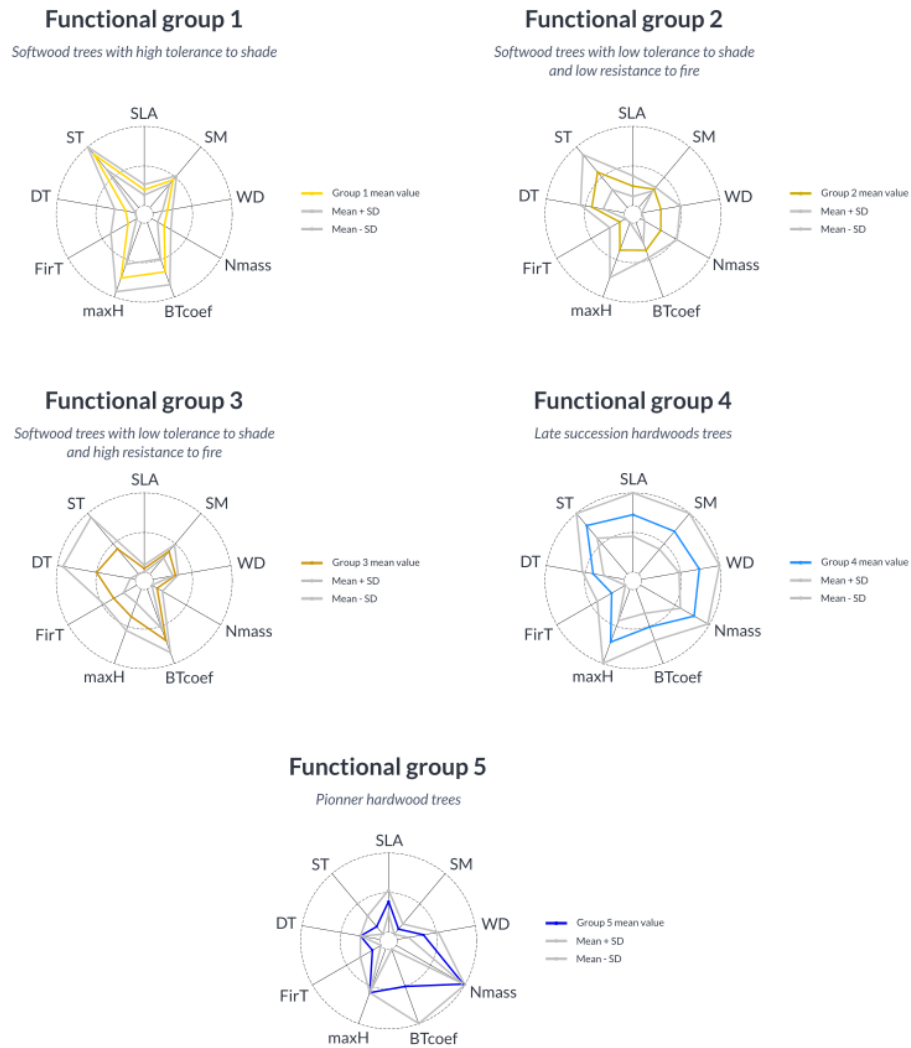 Functional group 1
Softwood trees with high tolerance to shade
SLA
SM
WD
Nmass
BTcoef
maxH
FirT
DT
ST
Group 1 mean value
Mean + SD
Mean - SD
Functional group 2
Softwood trees with low tolerance to shade
and low resistance to fire
SLA
SM
WD
Nmass
BTcoef
maxH
FirT
DT
ST
Group 2 mean value
Mean + SD
Mean - SD
Functional group 3
Softwood trees with low tolerance to shade
and high resistance to fire
SLA
SM
WD
Nmass
BTcoef
maxH
FirT
DT
ST
Group 3 mean value
Mean + SD
Mean - SD
Functional group 4
Late succession hardwoods trees
SLA
SM
WD
Nmass
BTcoef
maxH
FirT
DT
ST
Group 4 mean value
Mean + SD
Mean - SD
Functional group 5
Pionner hardwood trees
SLA
SM
WD
Nmass
BTcoef
maxH
FirT
DT
ST
Group 5 mean value
Mean + SD
Mean - SD